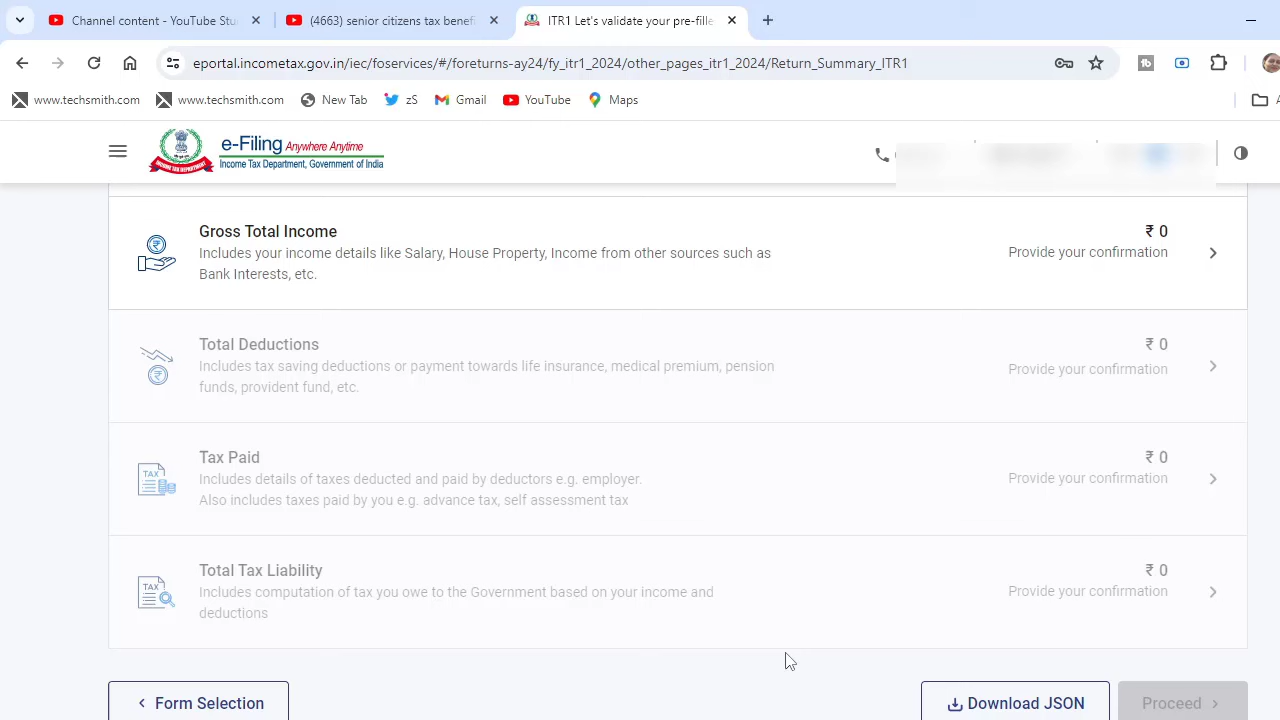 Channel content - YouTube Stu
(4663) senior citizens tax benef
ITR1 Let's validate your pre-fille
eportal.incometax.gov.in/iec/foservices/#/foreturns-ay24/fy_itr1_2024/other_pages_itr1_2024/Return_Summary_ITR1
www.techsmith.com
www.techsmith.com
New Tab
zS
Gmail
YouTube
Maps
e-Filing Anywhere Anytime
Income Tax Department, Government of India
Gross Total Income
₹ 0
Includes your income details like Salary, House Property, Income from other sources such as
Bank Interests, etc.
Provide your confirmation
Total Deductions
₹ 0
Includes tax saving deductions or payment towards life insurance, medical premium, pension
funds, provident fund, etc.
Provide your confirmation
TAX
Tax Paid
₹ 0
Includes details of taxes deducted and paid by deductors e.g. employer.
Also includes taxes paid by you e.g. advance tax, self assessment tax
Provide your confirmation
TAX
Total Tax Liability
₹ 0
Includes computation of tax you owe to the Government based on your income and
deductions
Provide your confirmation
Form Selection
Download JSON
Proceed